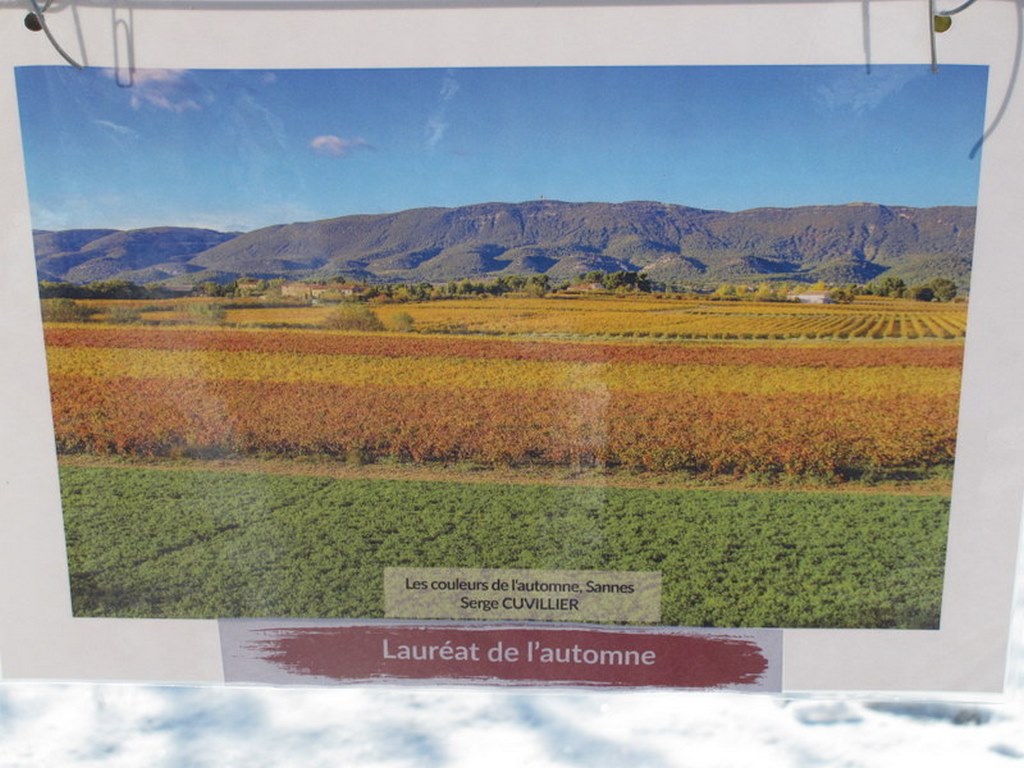 Les couleurs de l'automne, Sannes
Serge CUVILLIER
Lauréat de l'automne